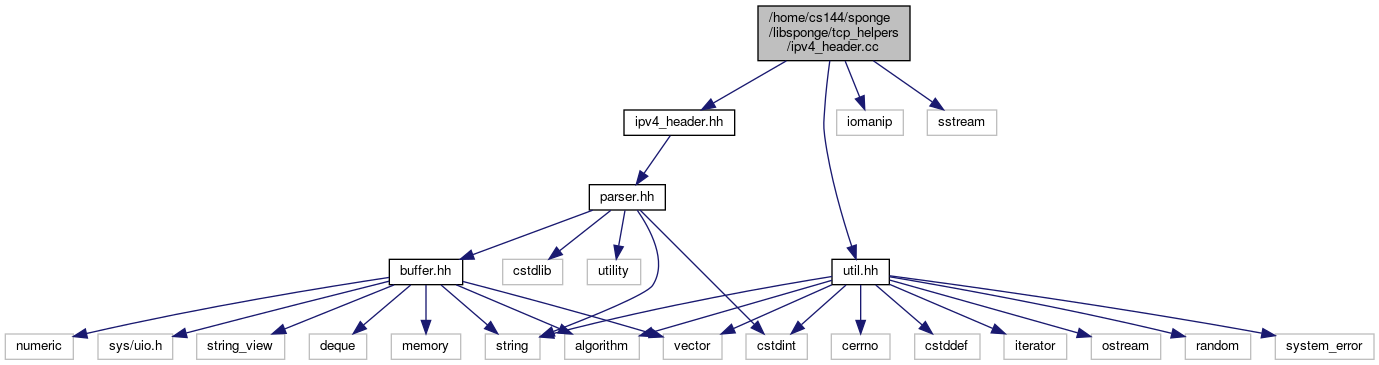 /home/cs144/sponge
/libsponge/tcp_helpers
/ipv4_header.cc
ipv4_header.hh
iomanip
sstream
parser.hh
buffer.hh
cstdlib
utility
util.hh
numeric
sys/uio.h
string_view
deque
memory
string
algorithm
vector
cstdint
cerrno
cstddef
iterator
ostream
random
system_error